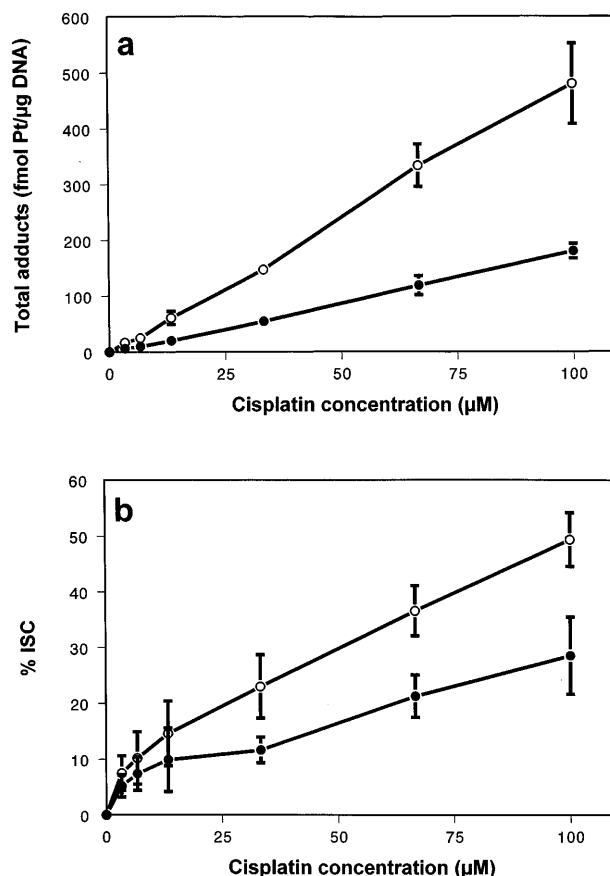 a
Total adducts (fmol Pt/µg DNA)
600
500
400
300
200
100
0
0 25 50 75 100
Cisplatin concentration (µM)
b
% ISC
60
50
40
30
20
10
0
0 25 50 75 100
Cisplatin concentration (µM)